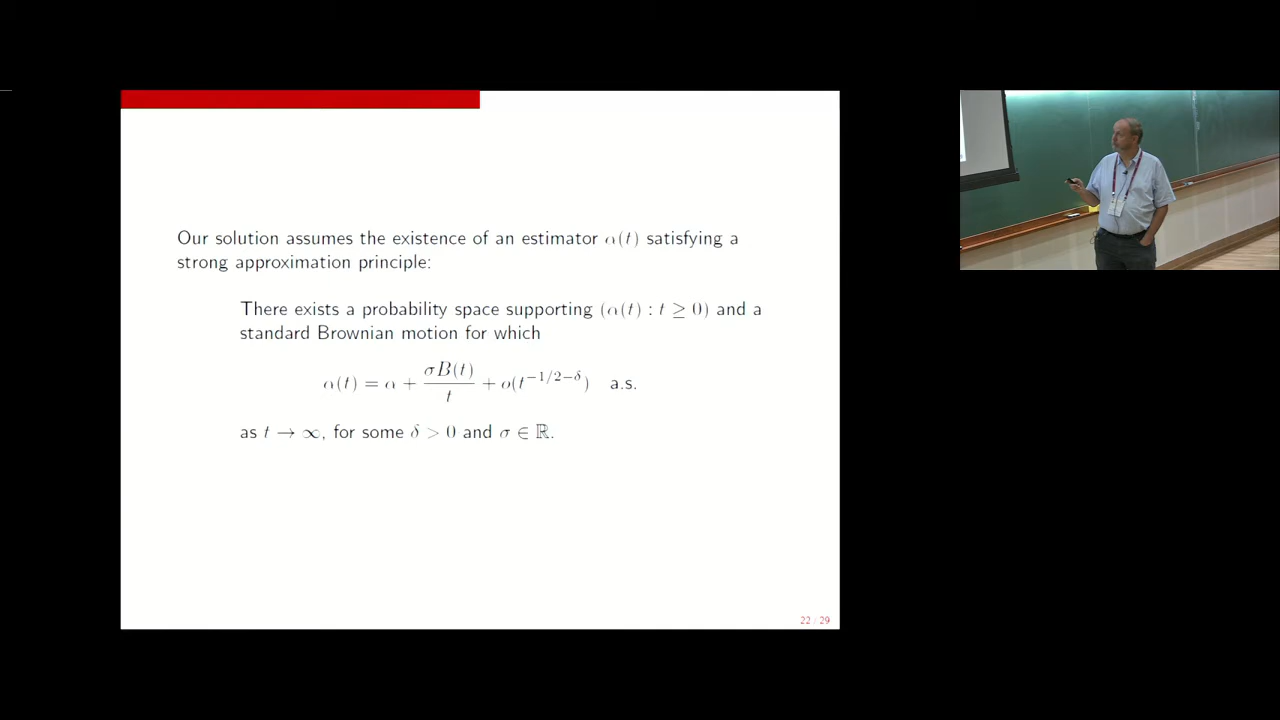 Our solution assumes the existence of an estimator α(t) satisfying a
strong approximation principle:
There exists a probability space supporting (α(t) : t ≥ 0) and a
standard Brownian motion for which
α(t) = α + σB(t)/t + o(t^{-1/2-δ}) a.s.
as t → ∞, for some δ > 0 and σ ∈ ℝ.
22 / 29